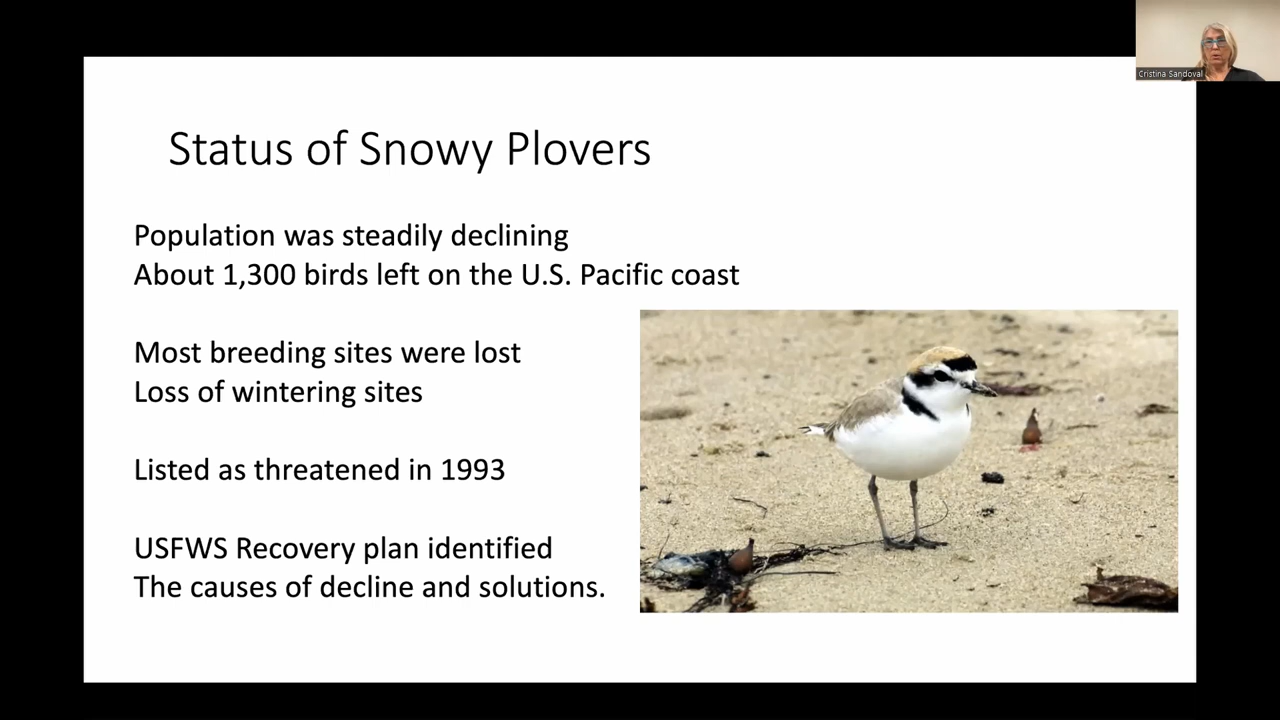 Cristina Sandoval
Status of Snowy Plovers
Population was steadily declining
About 1,300 birds left on the U.S. Pacific coast
Most breeding sites were lost
Loss of wintering sites
Listed as threatened in 1993
USFWS Recovery plan identified
The causes of decline and solutions.